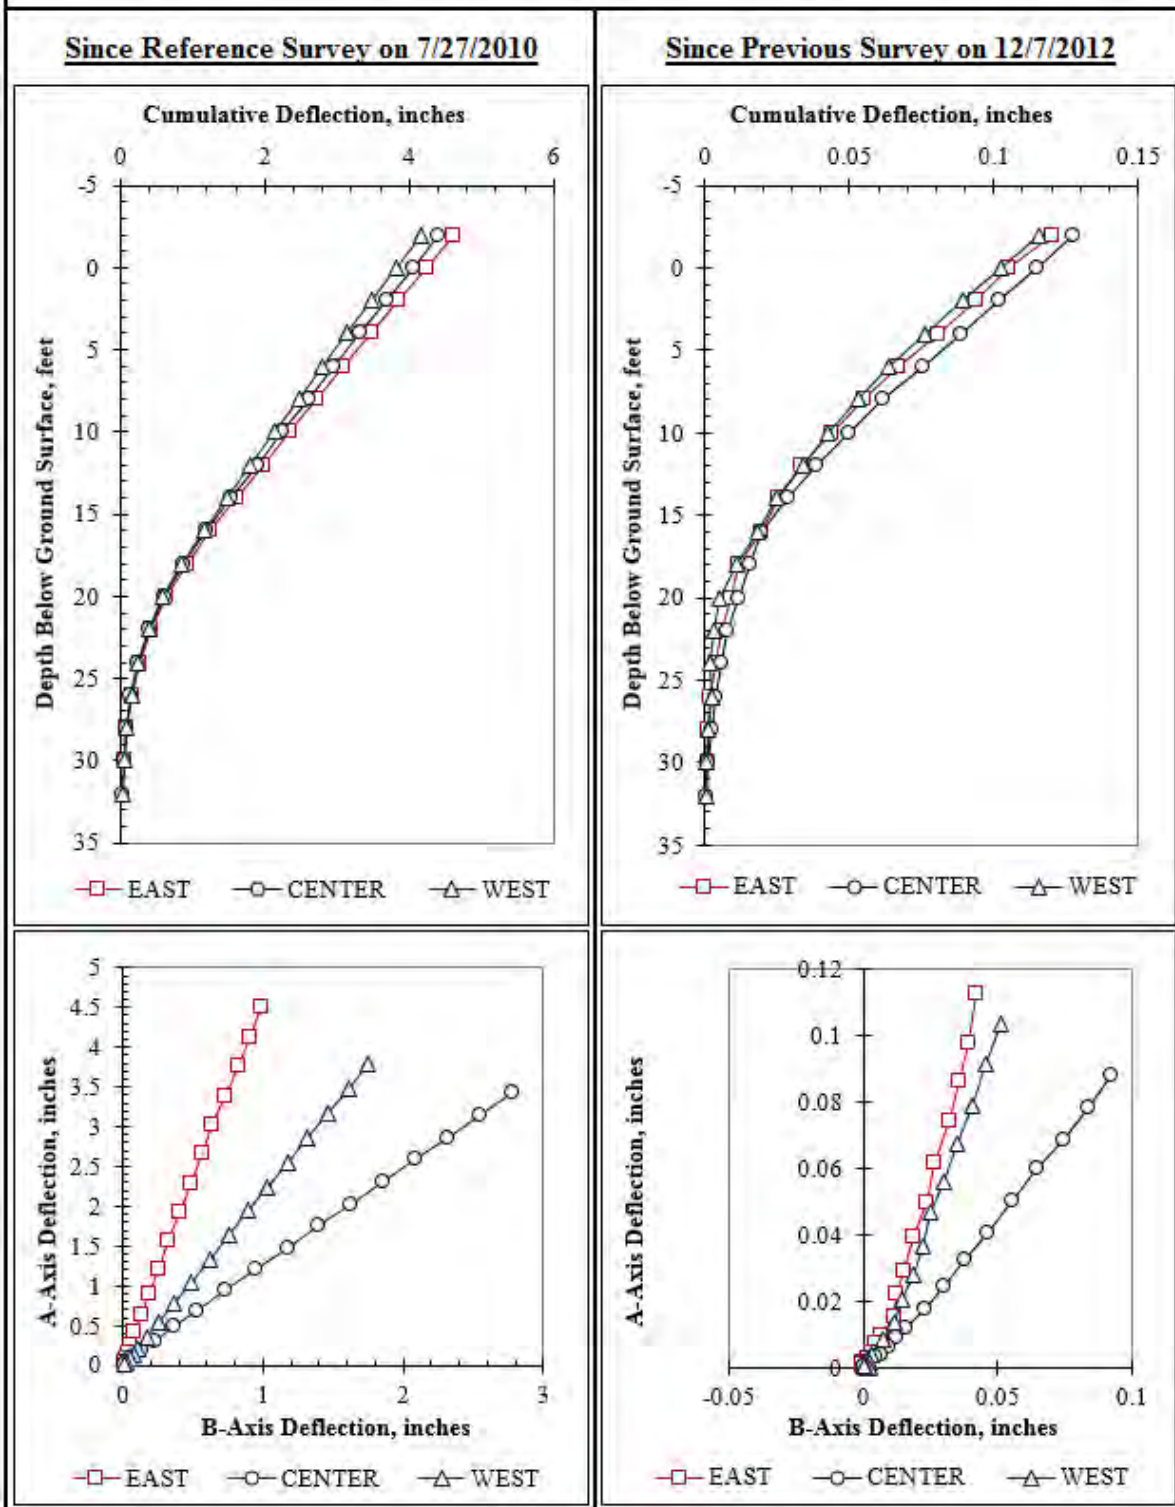 Since Reference Survey on 7/27/2010
Since Previous Survey on 12/7/2012
Cumulative Deflection, inches
0 2 4 6
-5
0
5
10
15
20
25
30
35
Depth Below Ground Surface, feet
EAST CENTER WEST
Cumulative Deflection, inches
0 0.05 0.1 0.15
-5
0
5
10
15
20
25
30
35
Depth Below Ground Surface, feet
EAST CENTER WEST
5
4.5
4
3.5
3
2.5
2
1.5
1
0.5
0
A-Axis Deflection, inches
0 1 2 3
B-Axis Deflection, inches
EAST CENTER WEST
0.12
0.1
0.08
0.06
0.04
0.02
0
A-Axis Deflection, inches
-0.05 0 0.05 0.1
B-Axis Deflection, inches
EAST CENTER WEST